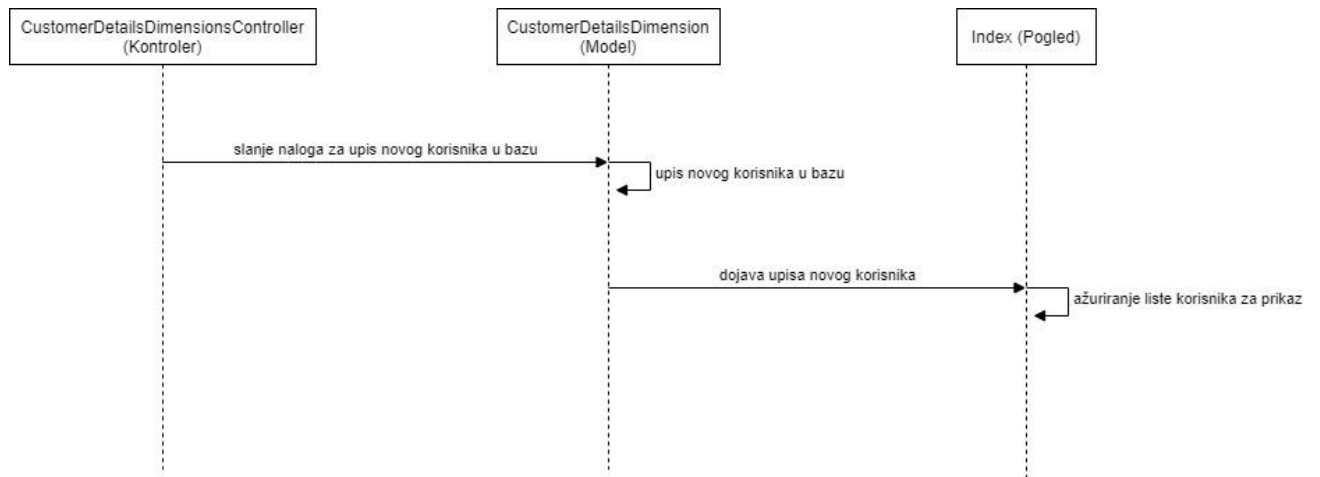 CustomerDetailsDimensionsController
(Kontroler)
CustomerDetailsDimension
(Model)
Index (Pogled)
slanje naloga za upis novog korisnika u bazu
upis novog korisnika u bazu
dojava upisa novog korisnika
ažuriranje liste korisnika za prikaz